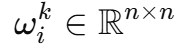 ω_i^k ∈ ℝ^{n×n}